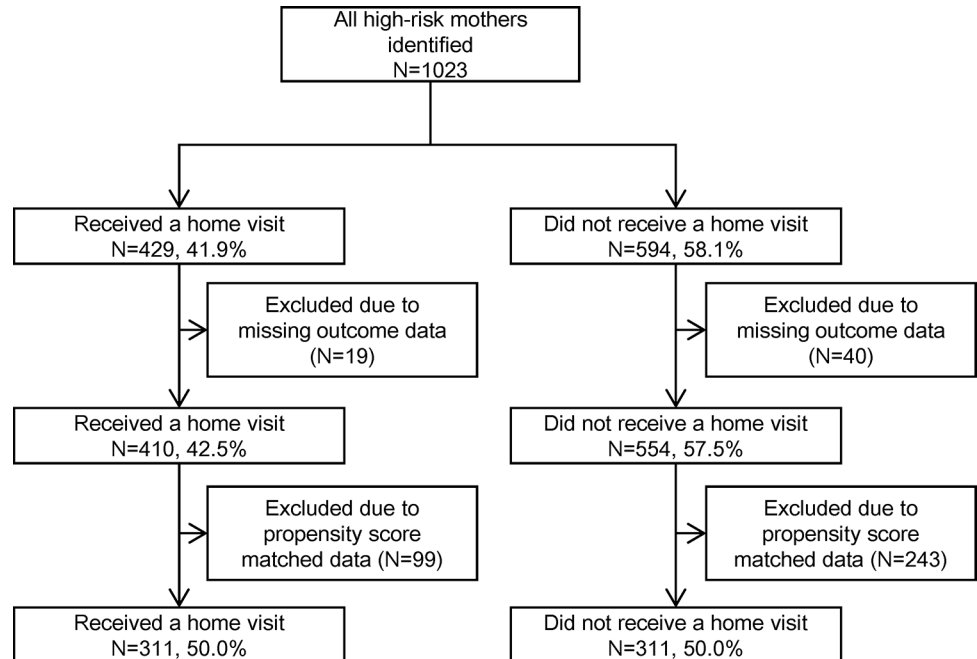 All high-risk mothers
identified
N=1023
Received a home visit
N=429, 41.9%
Did not receive a home visit
N=594, 58.1%
Excluded due to
missing outcome data
(N=19)
Excluded due to
missing outcome data
(N=40)
Received a home visit
N=410, 42.5%
Did not receive a home visit
N=554, 57.5%
Excluded due to
propensity score
matched data (N=99)
Excluded due to
propensity score
matched data (N=243)
Received a home visit
N=311, 50.0%
Did not receive a home visit
N=311, 50.0%